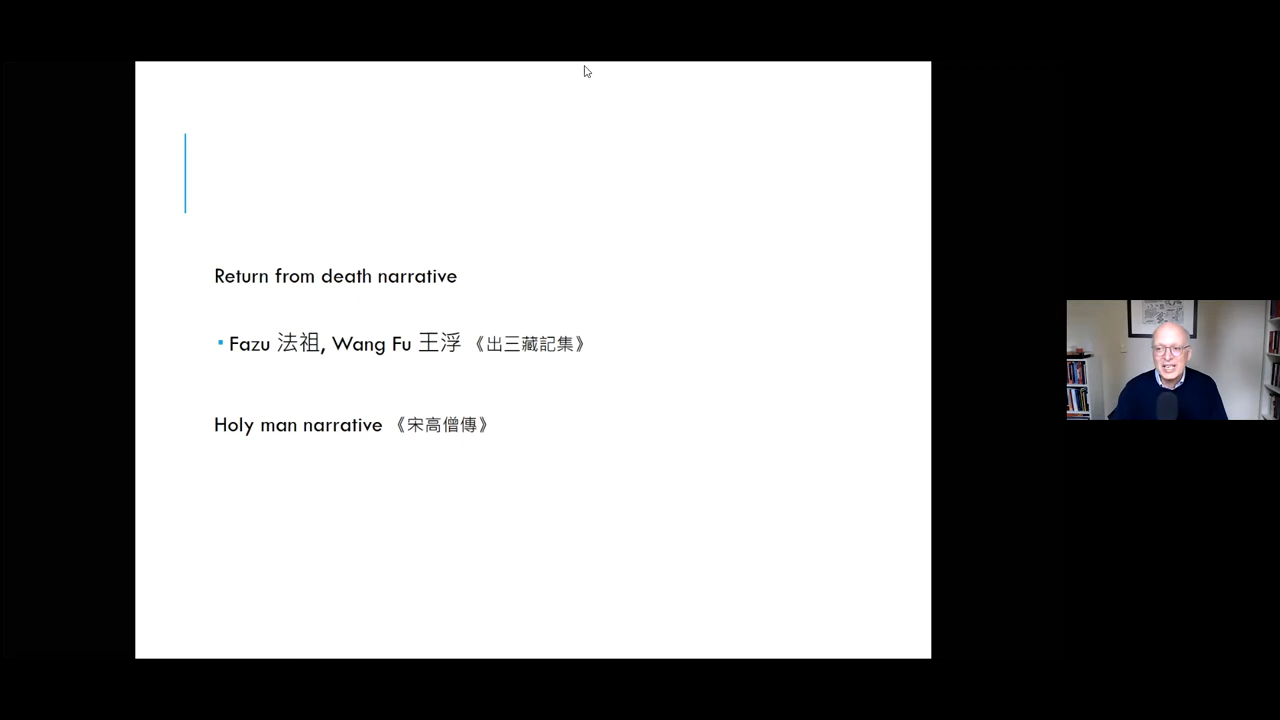 Return from death narrative
▪ Fazu 法祖, Wang Fu 王浮 《出三藏記集》
Holy man narrative 《宋高僧傳》